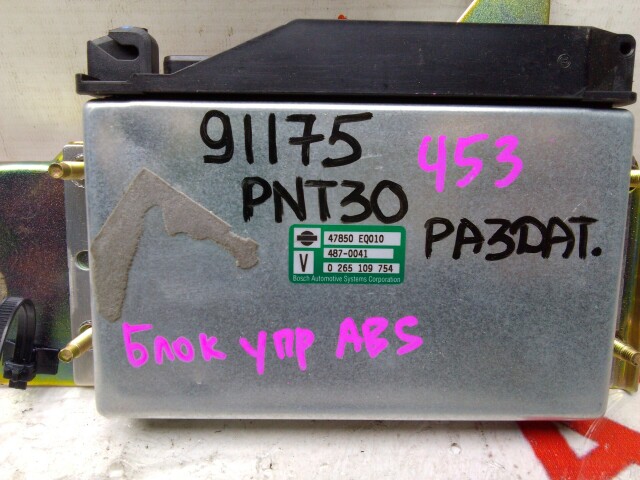 91175
453
PNT30
РАЗДАТ.
47850 EQ010
V 487-0041
0 265 109 754
Bosch Automotive Systems Corporation
Блок упр ABS